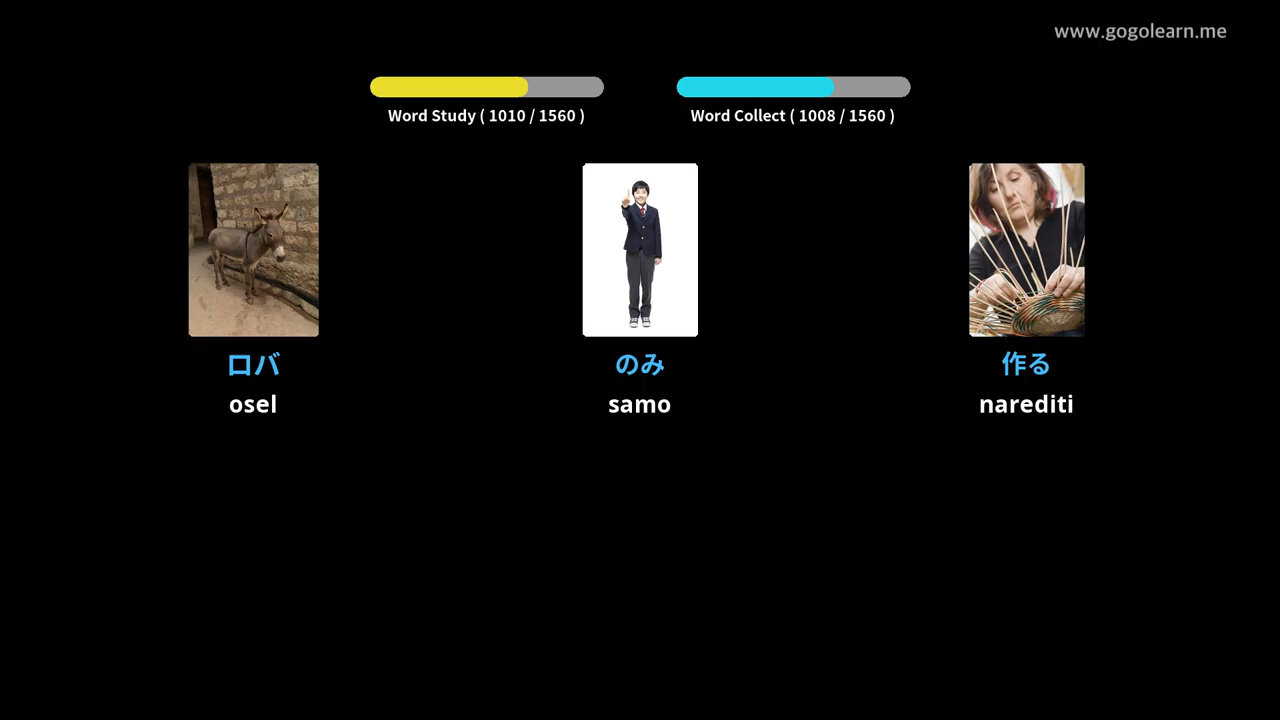 www.gogolearn.me
Word Study ( 1010 / 1560 )
Word Collect ( 1008 / 1560 )
ロバ
のみ
作る
osel
samo
narediti